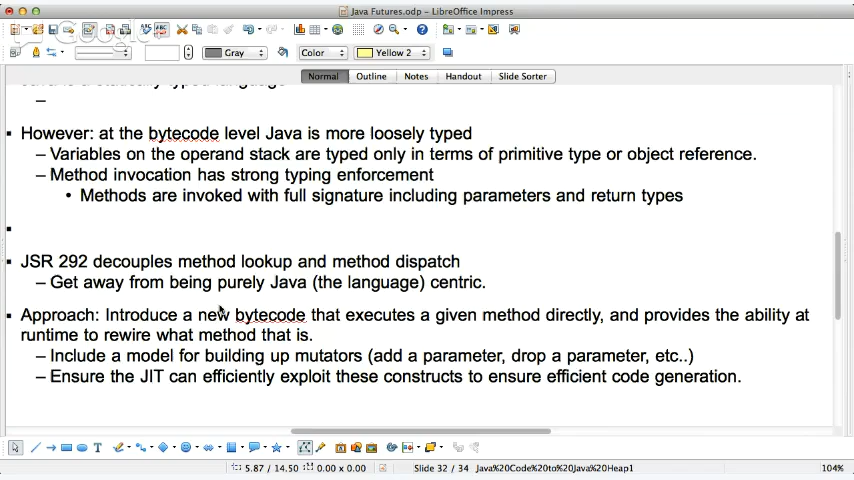 Java Futures.odp – LibreOffice Impress
Google
Gray
Color
Yellow 2
Normal
Outline
Notes
Handout
Slide Sorter
Java is a statically typed language
–
However: at the bytecode level Java is more loosely typed
– Variables on the operand stack are typed only in terms of primitive type or object reference.
– Method invocation has strong typing enforcement
• Methods are invoked with full signature including parameters and return types
JSR 292 decouples method lookup and method dispatch
– Get away from being purely Java (the language) centric.
Approach: Introduce a new bytecode that executes a given method directly, and provides the ability at
runtime to rewire what method that is.
– Include a model for building up mutators (add a parameter, drop a parameter, etc..)
– Ensure the JIT can efficiently exploit these constructs to ensure efficient code generation.
5.87 / 14.50
0.00 x 0.00
Slide 32 / 34
Java%20Code%20to%20Java%20Heap1
104%